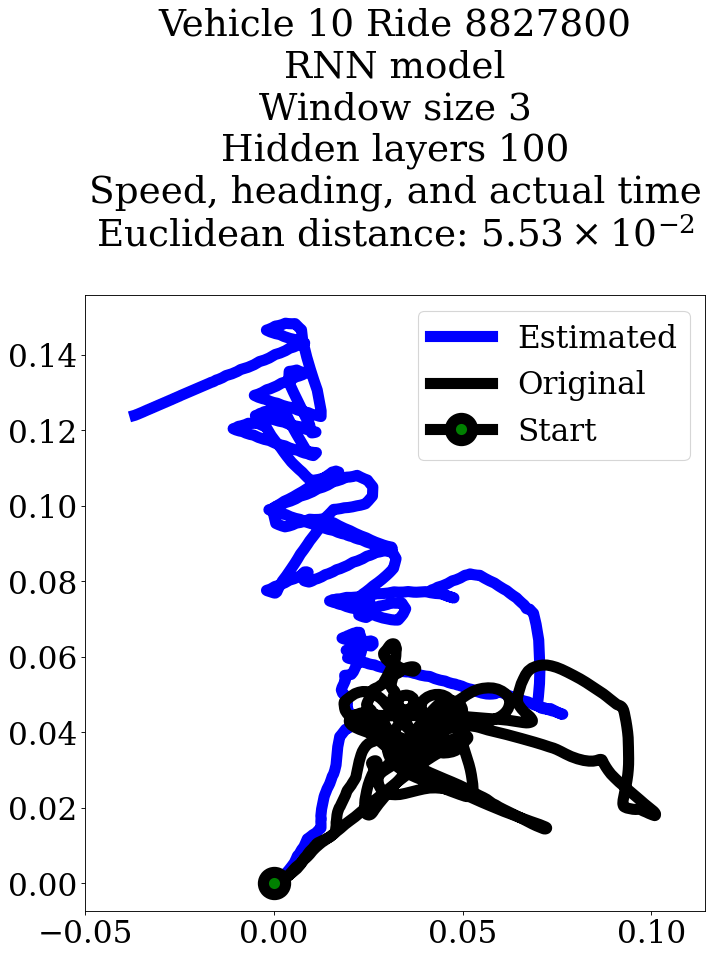 Vehicle 10 Ride 8827800
RNN model
Window size 3
Hidden layers 100
Speed, heading, and actual time
Euclidean distance: 5.53 × 10⁻²
Estimated
Original
Start
0.14
0.12
0.10
0.08
0.06
0.04
0.02
0.00
−0.05 0.00 0.05 0.10